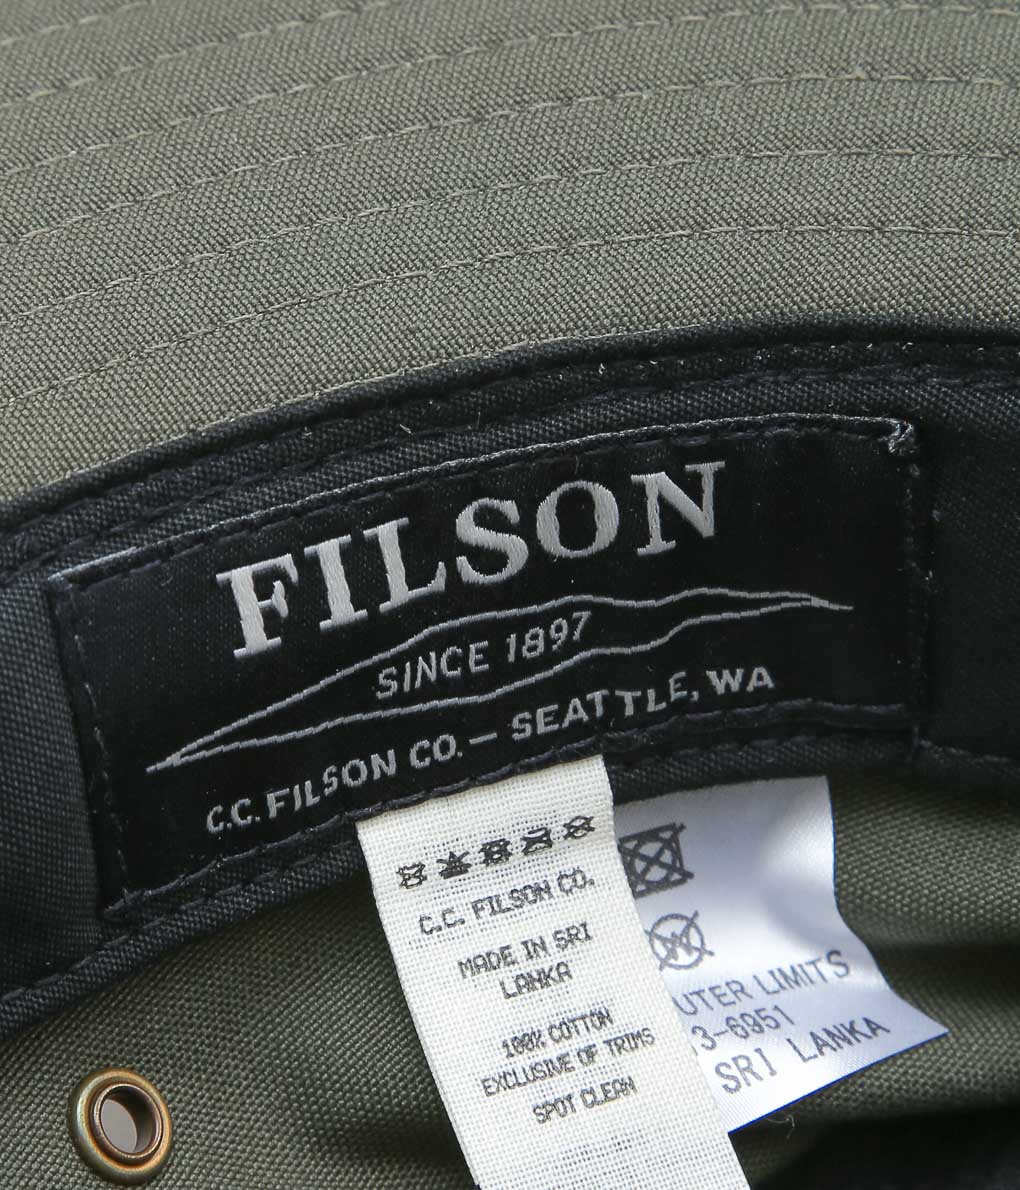 FILSON
SINCE 1897
C.C. FILSON CO. — SEATTLE, WA
C.C. FILSON CO.
MADE IN SRI
LANKA
100% COTTON
EXCLUSIVE OF TRIMS
SPOT CLEAN
LIMITS
3-6951
SRI LANKA